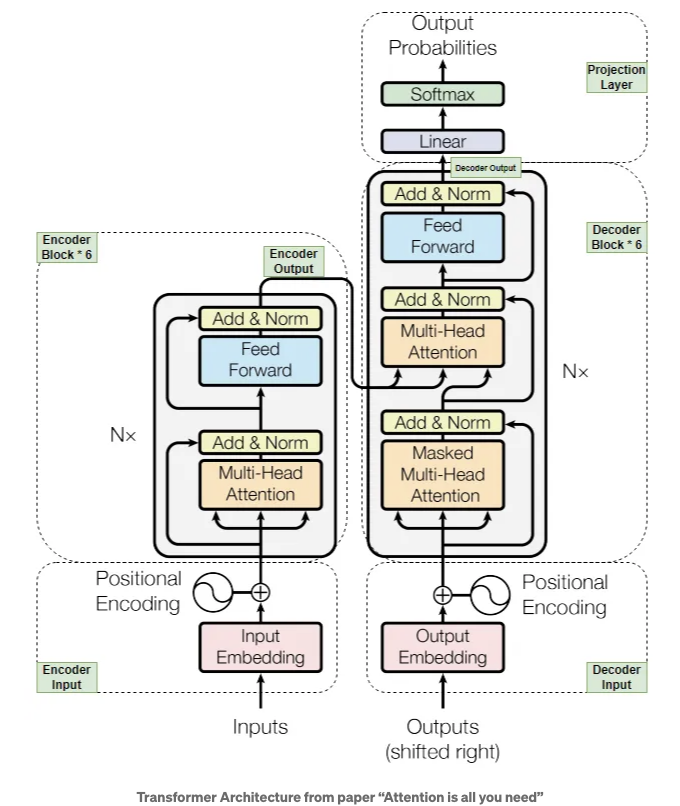 Output
Probabilities
Projection
Layer
Softmax
Linear
Decoder Output
Add & Norm
Feed
Forward
Decoder
Block * 6
Encoder
Block * 6
Encoder
Output
Add & Norm
Multi-Head
Attention
Add & Norm
Feed
Forward
N×
N×
Add & Norm
Masked
Multi-Head
Attention
Add & Norm
Multi-Head
Attention
Positional
Encoding
Positional
Encoding
Input
Embedding
Output
Embedding
Encoder
Input
Decoder
Input
Inputs
Outputs
(shifted right)
Transformer Architecture from paper “Attention is all you need”